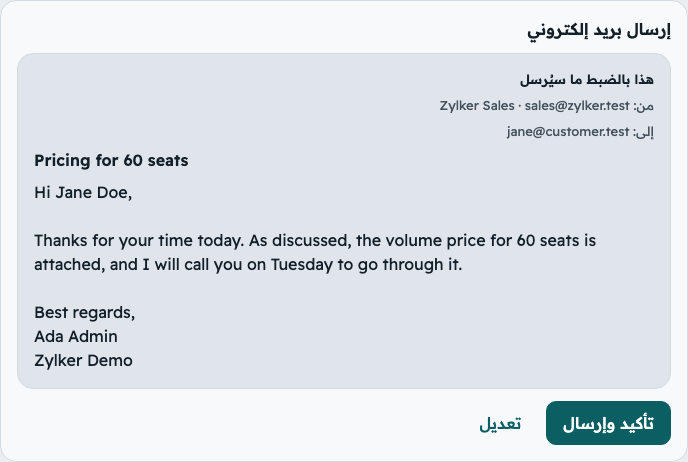 إرسال بريد إلكتروني
هذا بالضبط ما سيُرسل
من: Zylker Sales · sales@zylker.test
إلى: jane@customer.test
Pricing for 60 seats
Hi Jane Doe,
Thanks for your time today. As discussed, the volume price for 60 seats is
attached, and I will call you on Tuesday to go through it.
Best regards,
Ada Admin
Zylker Demo
تأكيد وإرسال
تعديل